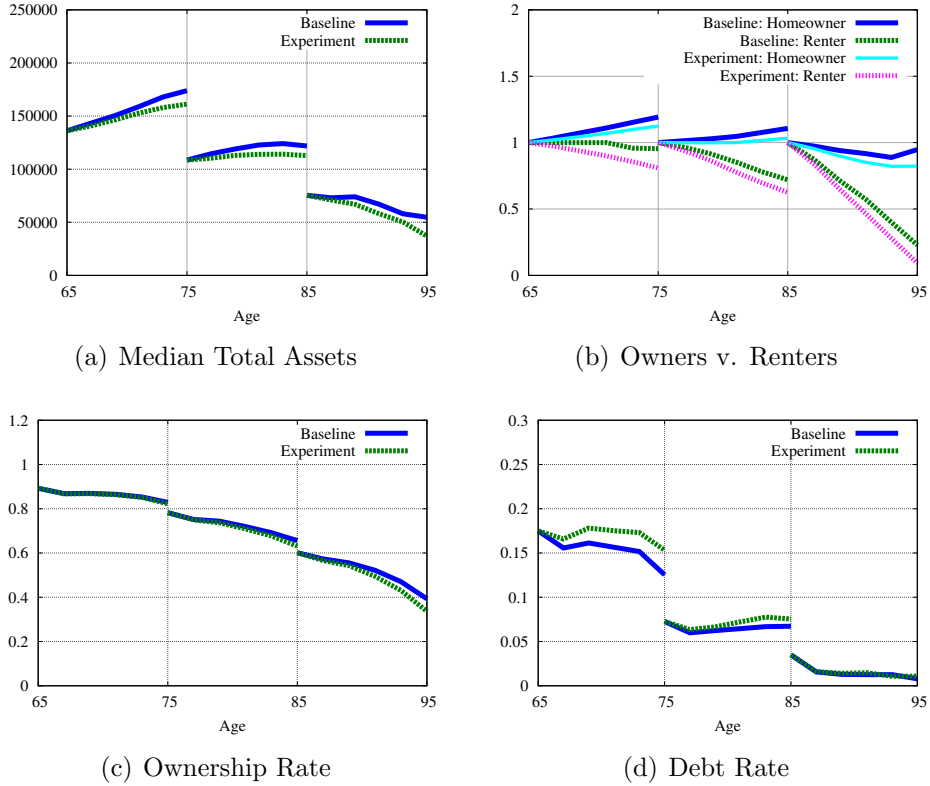 250000
200000
150000
100000
50000
0
65 75 85 95
Age
Baseline
Experiment
(a) Median Total Assets
2
1.5
1
0.5
0
65 75 85 95
Age
Baseline: Homeowner
Baseline: Renter
Experiment: Homeowner
Experiment: Renter
(b) Owners v. Renters
1.2
1
0.8
0.6
0.4
0.2
0
65 75 85 95
Age
Baseline
Experiment
(c) Ownership Rate
0.3
0.25
0.2
0.15
0.1
0.05
0
65 75 85 95
Age
Baseline
Experiment
(d) Debt Rate